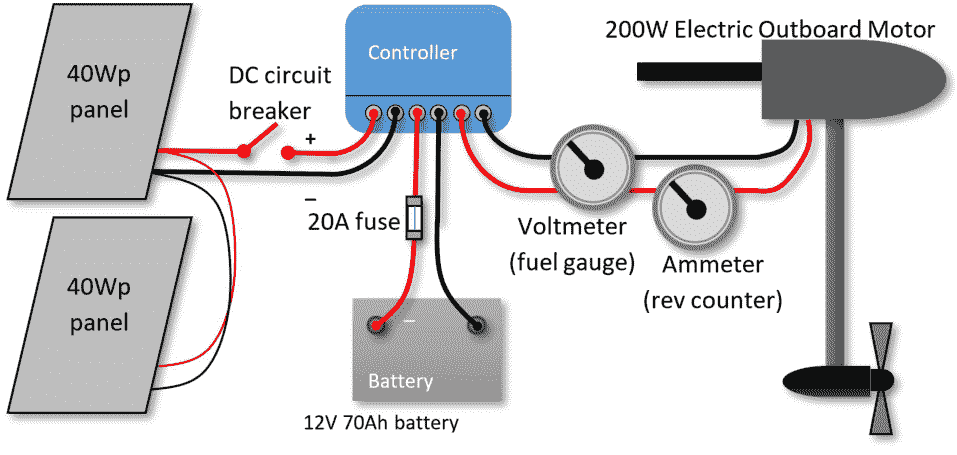 200W Electric Outboard Motor
40Wp
panel
DC circuit
breaker
Controller
+
–
20A fuse
Voltmeter
(fuel gauge)
Ammeter
(rev counter)
40Wp
panel
–
Battery
12V 70Ah battery